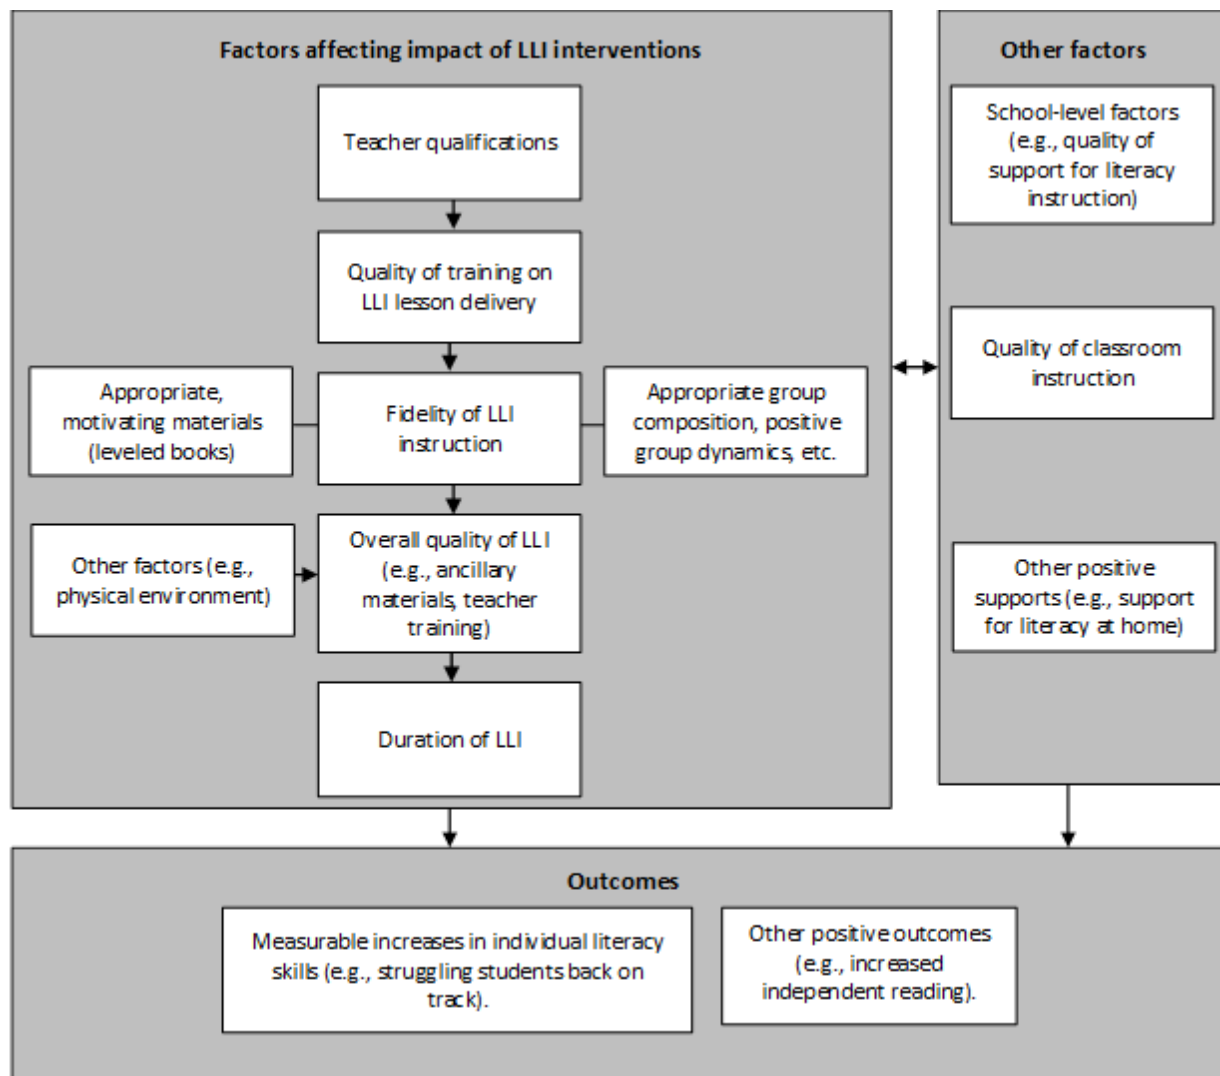 Factors affecting impact of LLI interventions
Teacher qualifications
Quality of training on
LLI lesson delivery
Appropriate,
motivating materials
(leveled books)
Fidelity of LLI
instruction
Appropriate group
composition, positive
group dynamics, etc.
Other factors (e.g.,
physical environment)
Overall quality of LLI
(e.g., ancillary
materials, teacher
training)
Duration of LLI
Other factors
School-level factors
(e.g., quality of
support for literacy
instruction)
Quality of classroom
instruction
Other positive
supports (e.g., support
for literacy at home)
Outcomes
Measurable increases in individual literacy
skills (e.g., struggling students back on
track).
Other positive outcomes
(e.g., increased
independent reading).